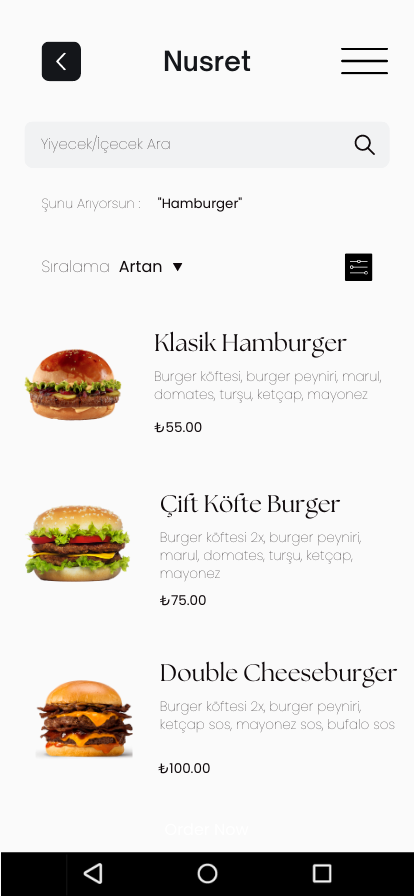 Nusret
Yiyecek/İçecek Ara
Şunu Arıyorsun : "Hamburger"
Sıralama Artan ▼
Klasik Hamburger
Burger köftesi, burger peyniri, marul,
domates, turşu, ketçap, mayonez
₺55.00
Çift Köfte Burger
Burger köftesi 2x, burger peyniri,
marul, domates, turşu, ketçap,
mayonez
₺75.00
Double Cheeseburger
Burger köftesi 2x, burger peyniri,
ketçap sos, mayonez sos, bufalo sos
₺100.00
Order Now